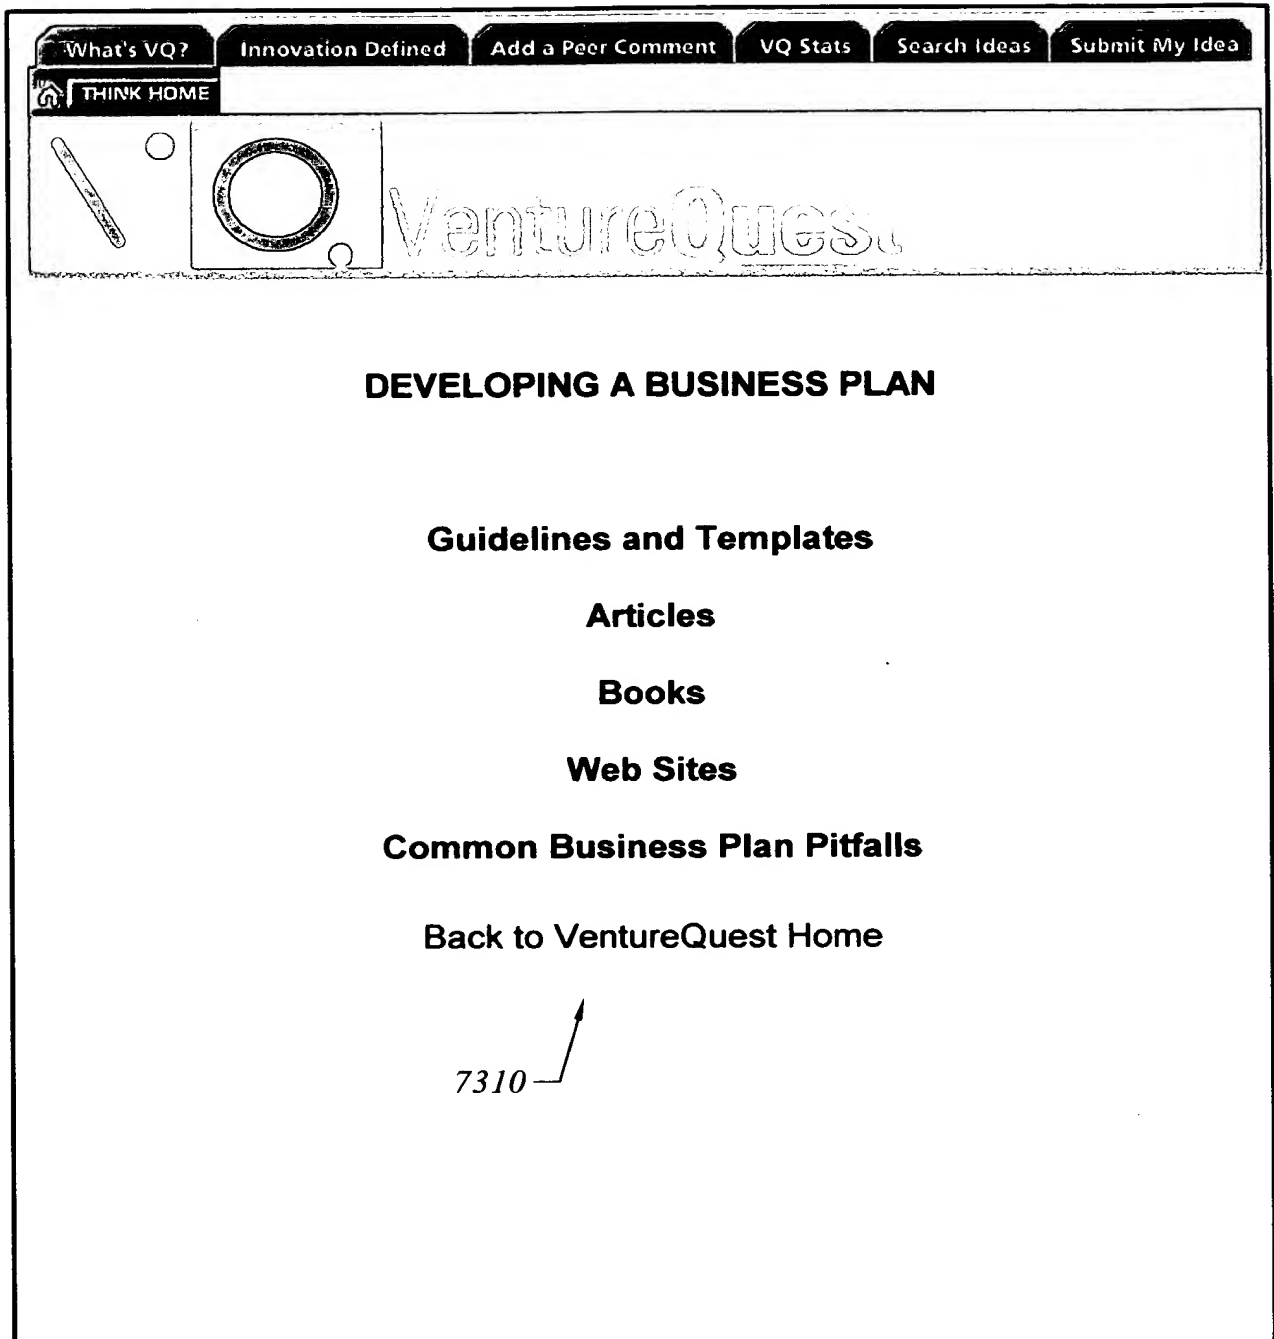 What's VQ? Innovation Defined Add a Peer Comment VQ Stats Search Ideas Submit My Idea
THINK HOME
VentureQuest
DEVELOPING A BUSINESS PLAN
Guidelines and Templates
Articles
Books
Web Sites
Common Business Plan Pitfalls
Back to VentureQuest Home
7310